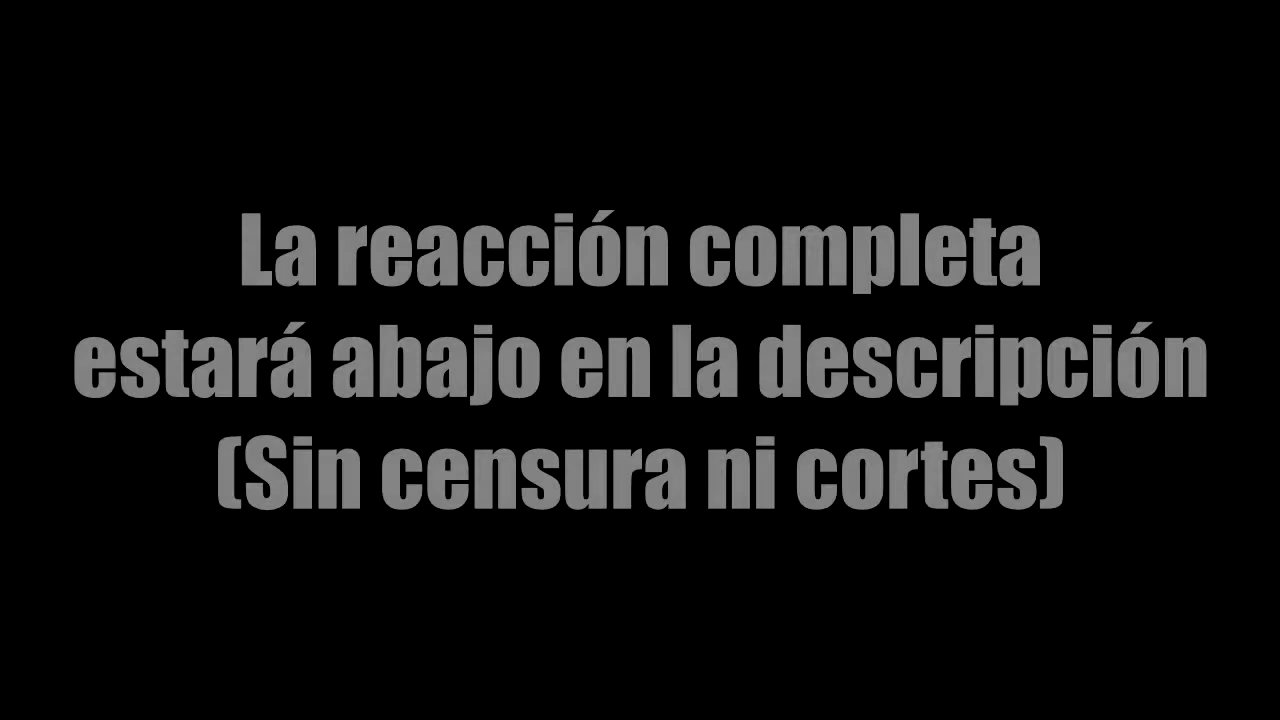 La reacción completa
estará abajo en la descripción
(Sin censura ni cortes)